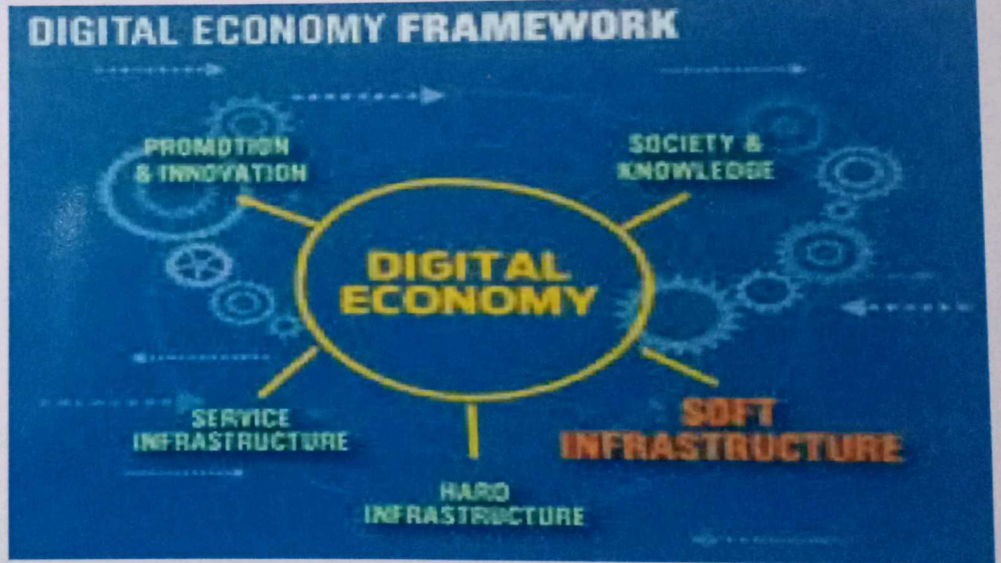 DIGITAL ECONOMY FRAMEWORK
PROMOTION
& INNOVATION
SOCIETY &
KNOWLEDGE
DIGITAL
ECONOMY
SERVICE
INFRASTRUCTURE
SOFT
INFRASTRUCTURE
HARD
INFRASTRUCTURE